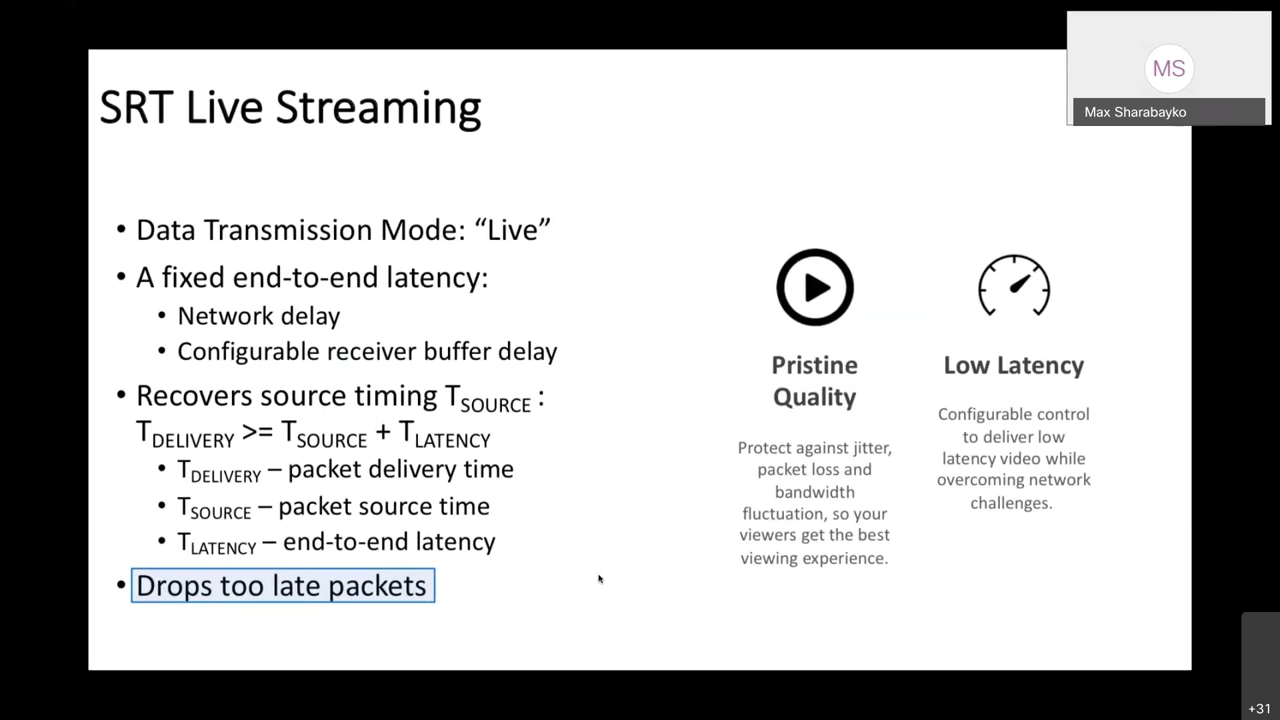 SRT Live Streaming
• Data Transmission Mode: “Live”
• A fixed end-to-end latency:
• Network delay
• Configurable receiver buffer delay
• Recovers source timing TSOURCE :
TDELIVERY >= TSOURCE + TLATENCY
• TDELIVERY – packet delivery time
• TSOURCE – packet source time
• TLATENCY – end-to-end latency
• Drops too late packets
Pristine
Quality
Protect against jitter,
packet loss and
bandwidth
fluctuation, so your
viewers get the best
viewing experience.
Low Latency
Configurable control
to deliver low
latency video while
overcoming network
challenges.
MS
Max Sharabayko
+31